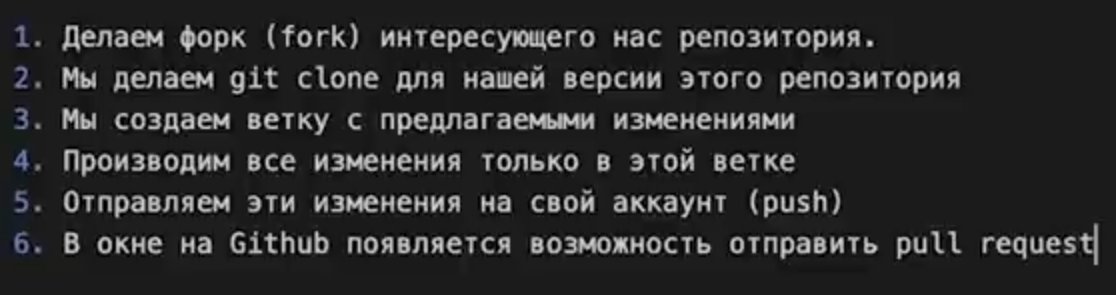 1. Делаем форк (fork) интересующего нас репозитория.
2. Мы делаем git clone для нашей версии этого репозитория
3. Мы создаем ветку с предлагаемыми изменениями
4. Производим все изменения только в этой ветке
5. Отправляем эти изменения на свой аккаунт (push)
6. В окне на Github появляется возможность отправить pull request